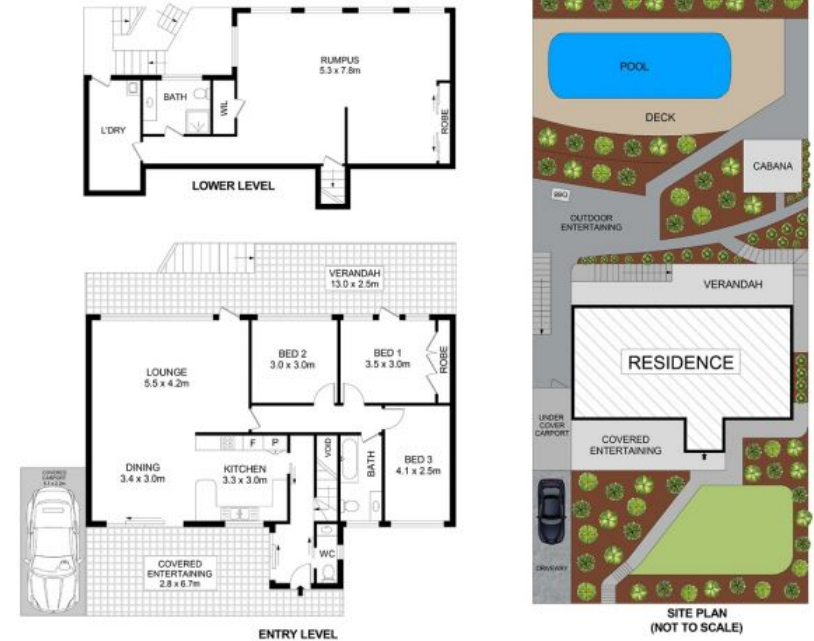 RUMPUS
5.3 x 7.8m
BATH
WIL
L'DRY
ROBE
LOWER LEVEL
VERANDAH
13.0 x 2.5m
BED 2
3.0 x 3.0m
BED 1
3.5 x 3.0m
ROBE
LOUNGE
5.5 x 4.2m
F
P
VOID
BATH
BED 3
4.1 x 2.5m
DINING
3.4 x 3.0m
KITCHEN
3.3 x 3.0m
COVERED
CARPORT
WC
COVERED
ENTERTAINING
2.8 x 6.7m
ENTRY LEVEL
POOL
DECK
CABANA
BBQ
OUTDOOR
ENTERTAINING
VERANDAH
RESIDENCE
UNDER
COVER
CARPORT
COVERED
ENTERTAINING
DRIVEWAY
SITE PLAN
(NOT TO SCALE)